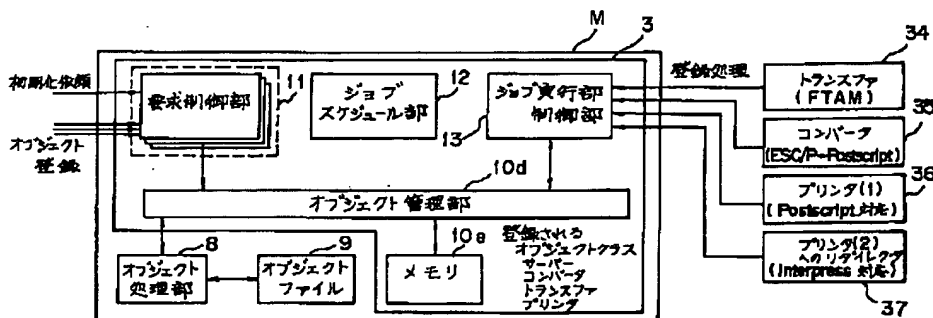 M
3
34
初期化依頼
要求制御部
11
ジョブ
スケジュール部
12
ジョブ実行部
制御部
13
登録処理
トランスファ
(FTAM)
35
コンバータ
(ESC/P→Postscript)
オブジェクト
登録
10d
オブジェクト管理部
36
プリンタ(1)
(Postscript対応)
8
9
10e
オブジェクト
処理部
オブジェクト
ファイル
メモリ
登録される
オブジェクトクラス
サーバー
コンバータ
トランスファ
プリンタ
プリンタ(2)
へのリダイレクタ
(Interpress対応)
37